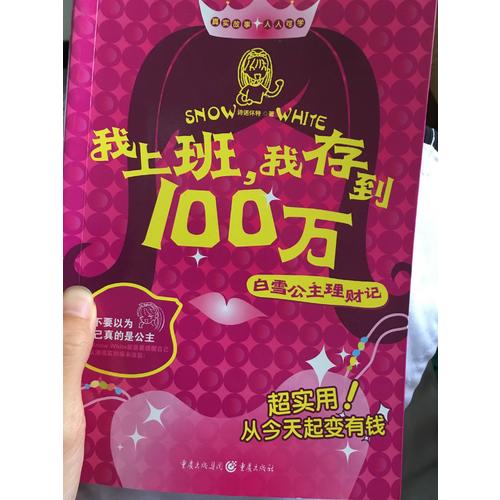 真实故事 人人可学
SNOW WHITE
诗诺怀特 著
我上班,我存到
100万
白雪公主理财记
不要以为
己真的是公主
超实用!
从今天起变有钱
重庆出版集团 重庆出版社